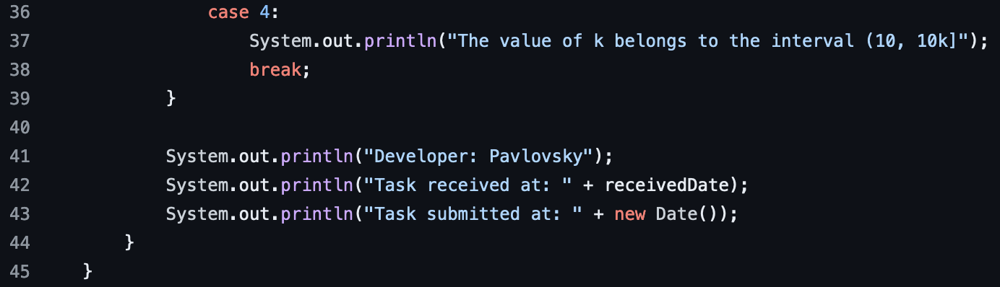 36 case 4:
37 System.out.println("The value of k belongs to the interval (10, 10k]");
38 break;
39 }
40
41 System.out.println("Developer: Pavlovsky");
42 System.out.println("Task received at: " + receivedDate);
43 System.out.println("Task submitted at: " + new Date());
44 }
45 }